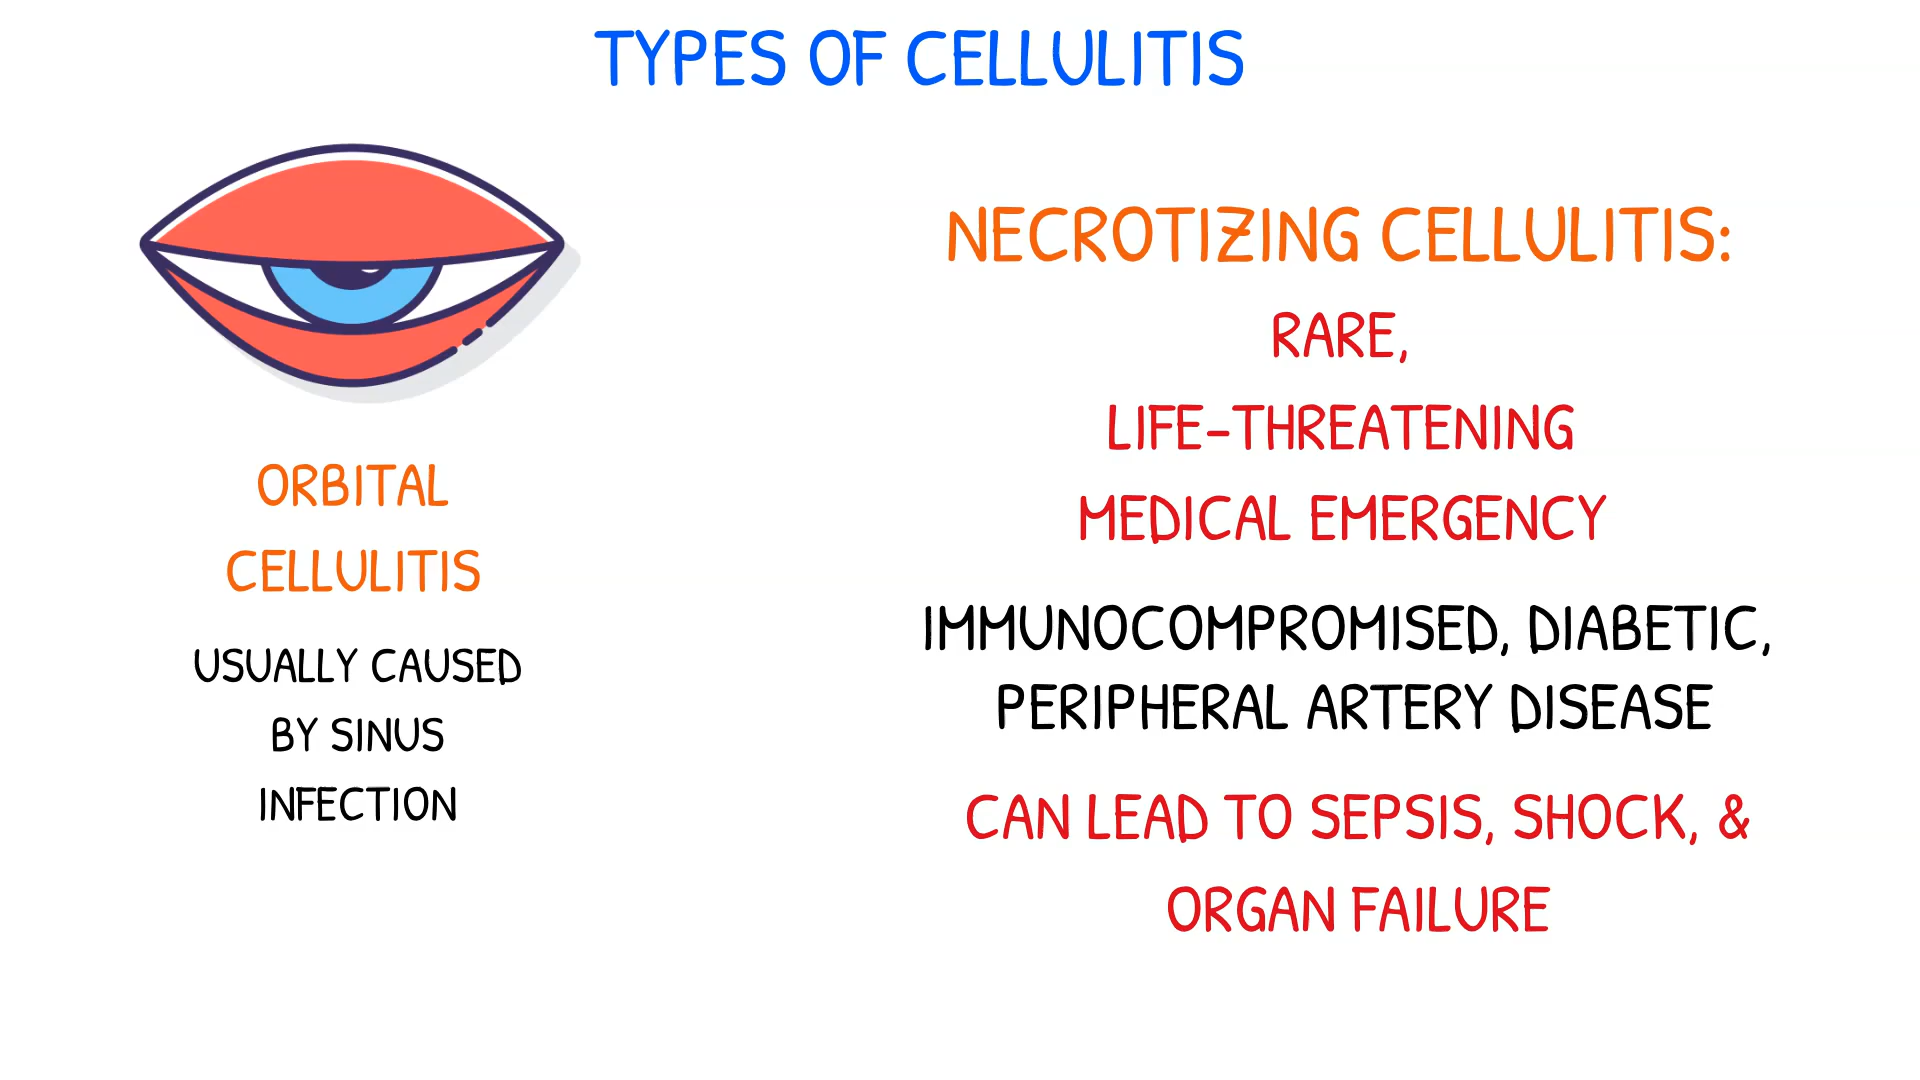 TYPES OF CELLULITIS
ORBITAL
CELLULITIS
USUALLY CAUSED
BY SINUS
INFECTION
NECROTIZING CELLULITIS:
RARE,
LIFE-THREATENING
MEDICAL EMERGENCY
IMMUNOCOMPROMISED, DIABETIC,
PERIPHERAL ARTERY DISEASE
CAN LEAD TO SEPSIS, SHOCK, &
ORGAN FAILURE